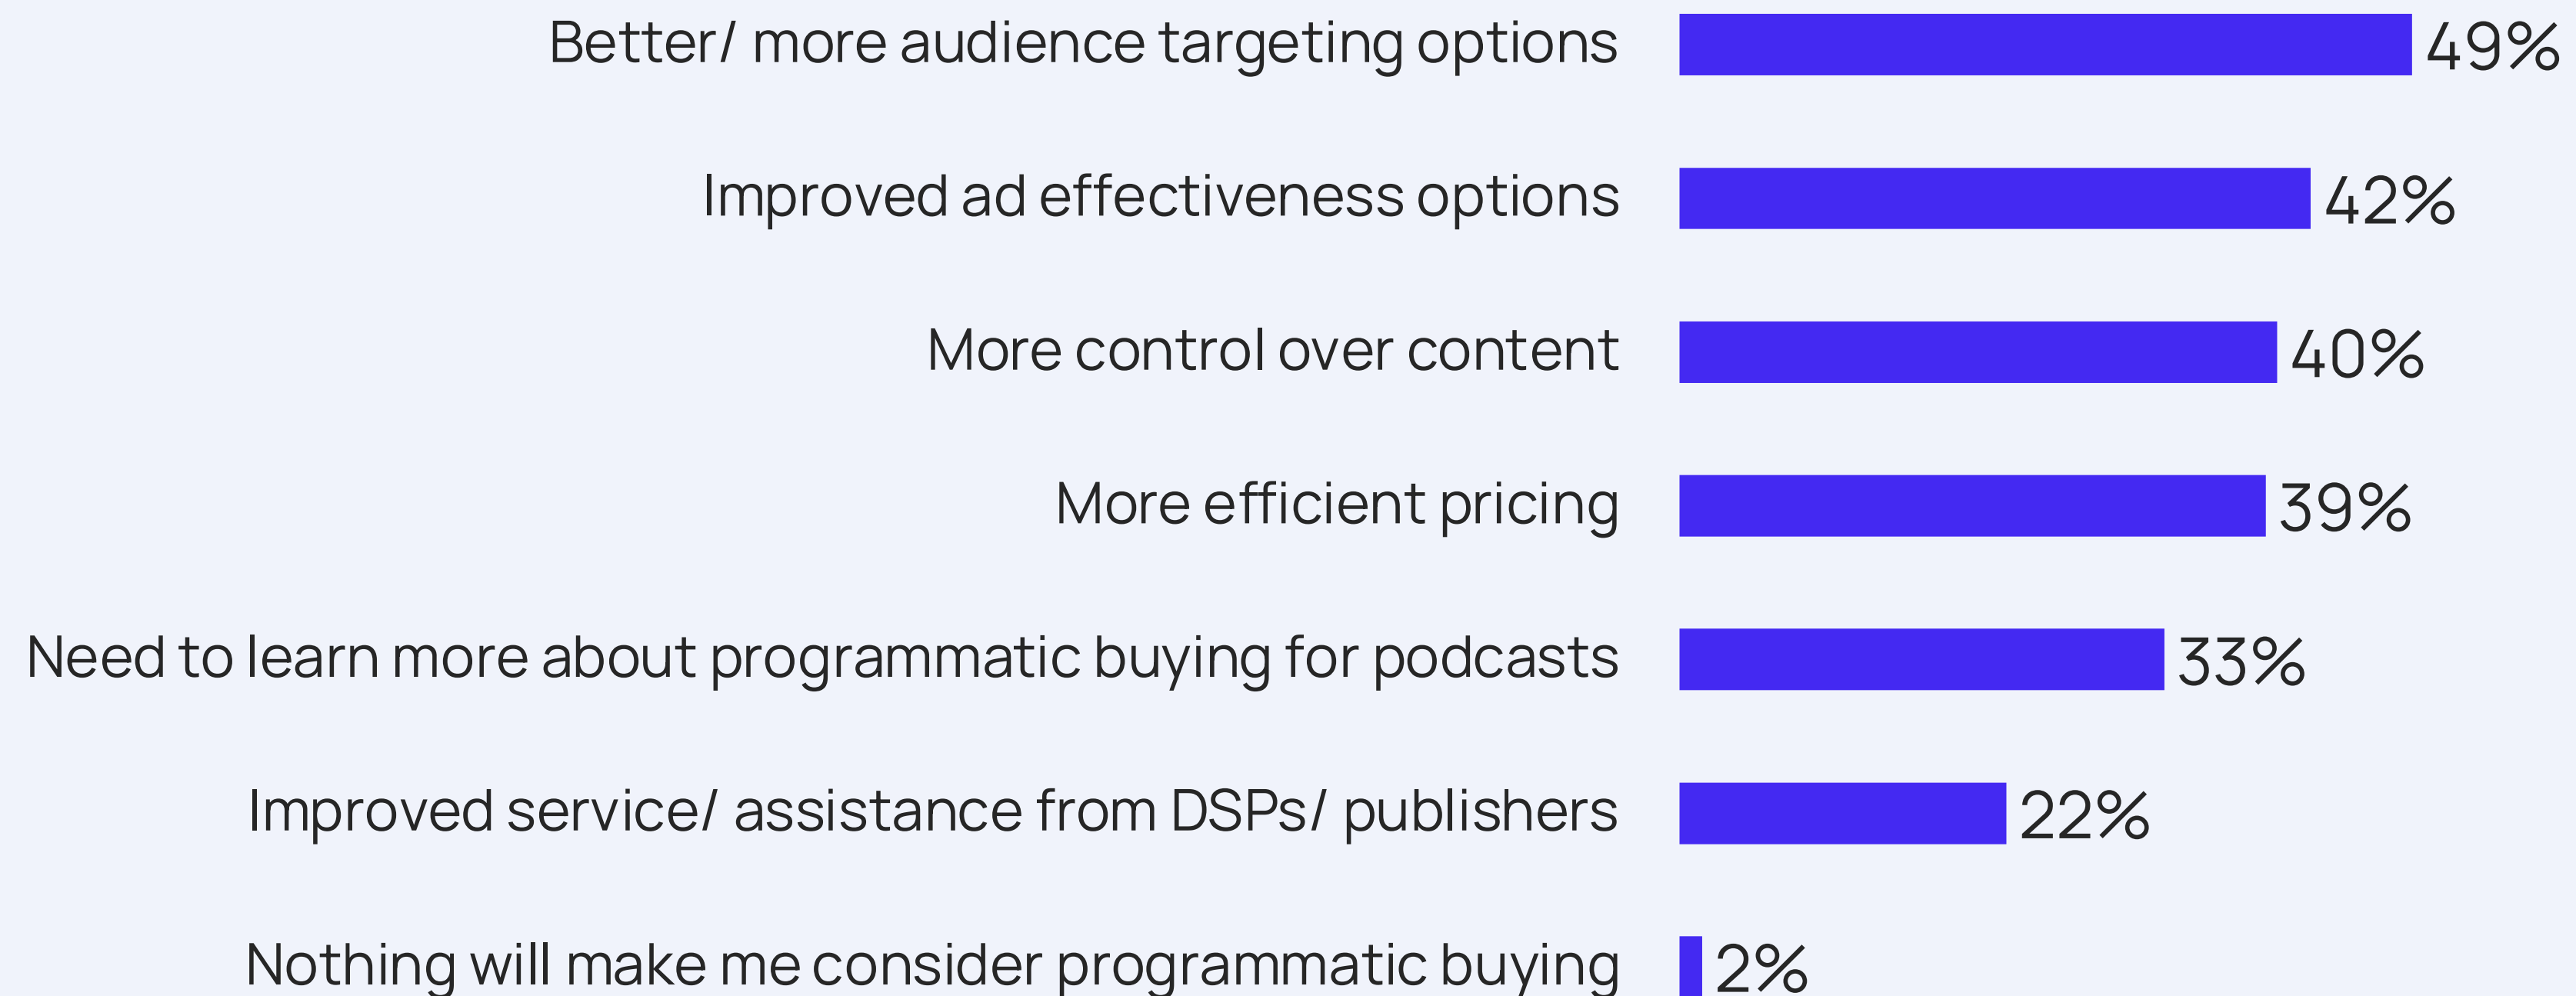 Better/ more audience targeting options 49%
Improved ad effectiveness options 42%
More control over content 40%
More efficient pricing 39%
Need to learn more about programmatic buying for podcasts 33%
Improved service/ assistance from DSPs/ publishers 22%
Nothing will make me consider programmatic buying 2%